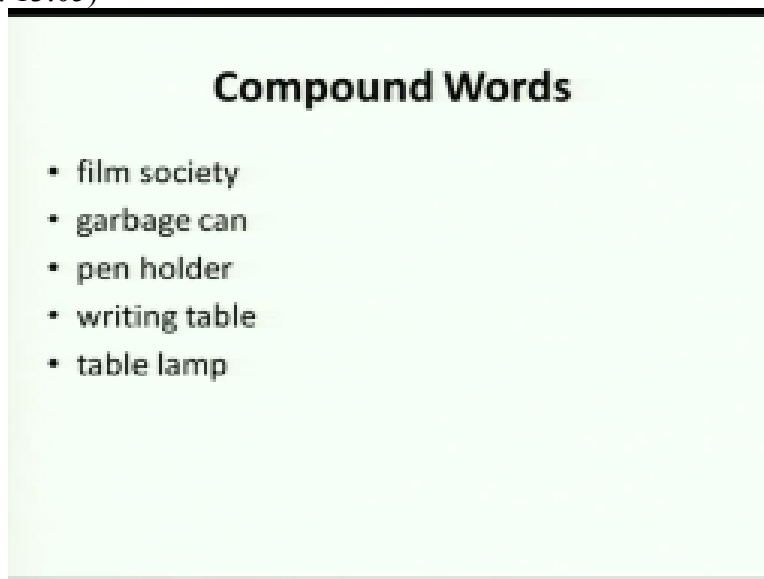 Compound Words
• film society
• garbage can
• pen holder
• writing table
• table lamp